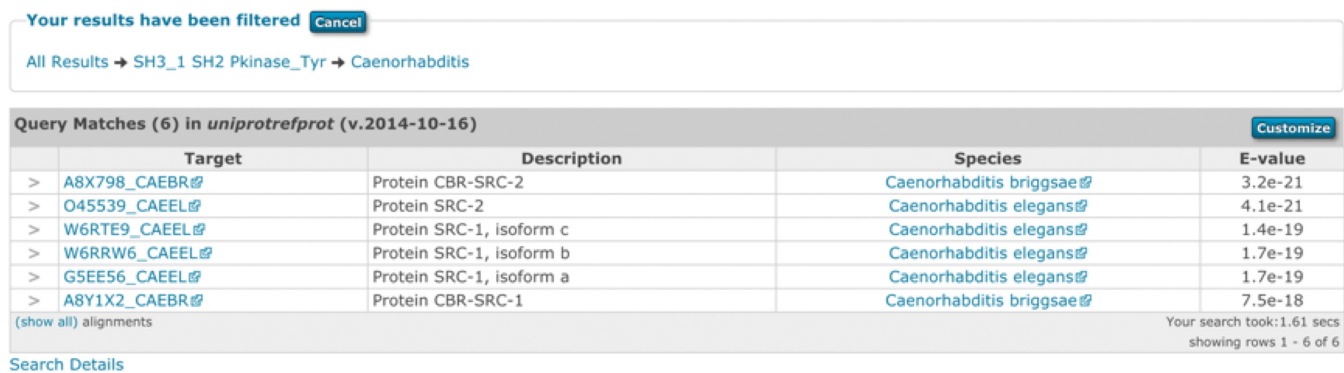 Your results have been filtered Cancel
All Results → SH3_1 SH2 Pkinase_Tyr → Caenorhabditis
Query Matches (6) in uniprotrefprot (v.2014-10-16) Customize
Target Description Species E-value
> A8X798_CAEBR Protein CBR-SRC-2 Caenorhabditis briggsae 3.2e-21
> O45539_CAEEL Protein SRC-2 Caenorhabditis elegans 4.1e-21
> W6RTE9_CAEEL Protein SRC-1, isoform c Caenorhabditis elegans 1.4e-19
> W6RRW6_CAEEL Protein SRC-1, isoform b Caenorhabditis elegans 1.7e-19
> G5EE56_CAEEL Protein SRC-1, isoform a Caenorhabditis elegans 1.7e-19
> A8Y1X2_CAEBR Protein CBR-SRC-1 Caenorhabditis briggsae 7.5e-18
(show all) alignments Your search took:1.61 secs
showing rows 1 - 6 of 6
Search Details